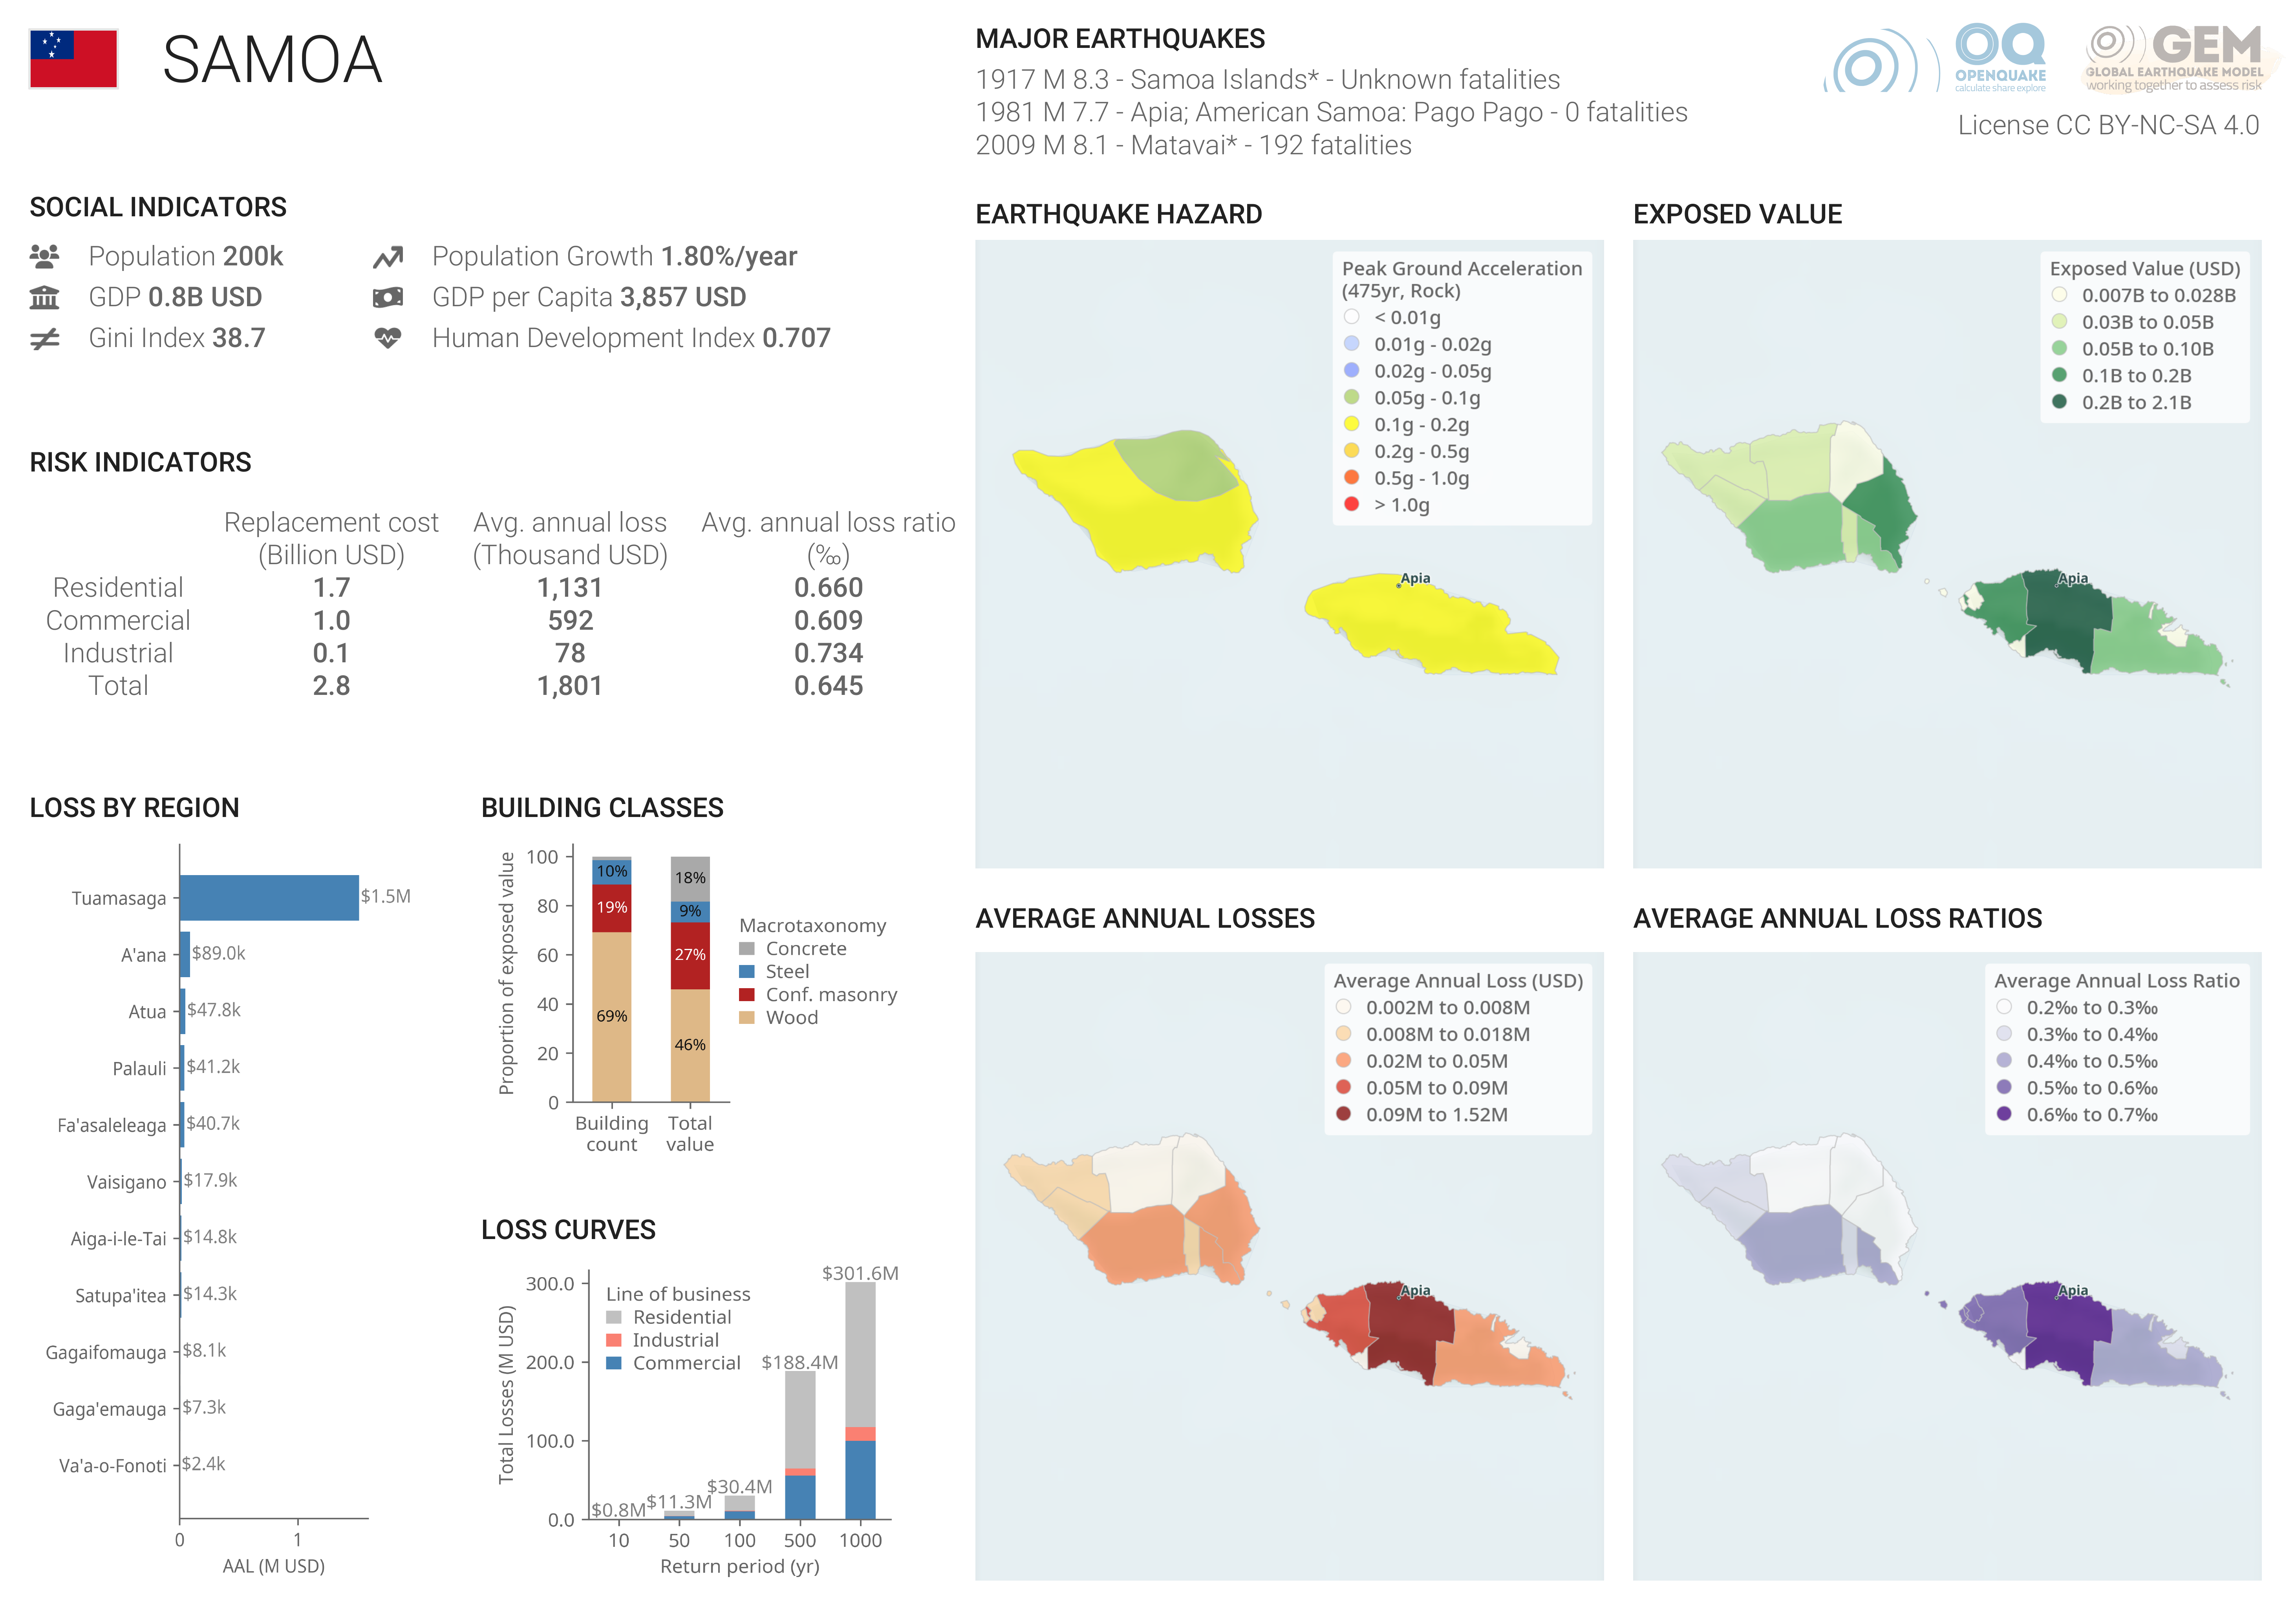 SAMOA
MAJOR EARTHQUAKES
1917 M 8.3 - Samoa Islands* - Unknown fatalities
1981 M 7.7 - Apia; American Samoa: Pago Pago - 0 fatalities
2009 M 8.1 - Matavai* - 192 fatalities
OQ
OPENQUAKE
calculate share explore
GEM
GLOBAL EARTHQUAKE MODEL
working together to assess risk
License CC BY-NC-SA 4.0
SOCIAL INDICATORS
Population 200k
Population Growth 1.80%/year
GDP 0.8B USD
GDP per Capita 3,857 USD
Gini Index 38.7
Human Development Index 0.707
RISK INDICATORS
Replacement cost Avg. annual loss Avg. annual loss ratio
(Billion USD) (Thousand USD) (‰)
Residential 1.7 1,131 0.660
Commercial 1.0 592 0.609
Industrial 0.1 78 0.734
Total 2.8 1,801 0.645
LOSS BY REGION
Tuamasaga $1.5M
A'ana $89.0k
Atua $47.8k
Palauli $41.2k
Fa'asaleleaga $40.7k
Vaisigano $17.9k
Aiga-i-le-Tai $14.8k
Satupa'itea $14.3k
Gagaifomauga $8.1k
Gaga'emauga $7.3k
Va'a-o-Fonoti $2.4k
0 1
AAL (M USD)
BUILDING CLASSES
Proportion of exposed value
100
80
60
40
20
0
10%
19%
69%
18%
9%
27%
46%
Building count
Total value
Macrotaxonomy
Concrete
Steel
Conf. masonry
Wood
LOSS CURVES
Total Losses (M USD)
300.0
200.0
100.0
0.0
Line of business
Residential
Industrial
Commercial
$0.8M
$11.3M
$30.4M
$188.4M
$301.6M
10 50 100 500 1000
Return period (yr)
EARTHQUAKE HAZARD
Peak Ground Acceleration
(475yr, Rock)
< 0.01g
0.01g - 0.02g
0.02g - 0.05g
0.05g - 0.1g
0.1g - 0.2g
0.2g - 0.5g
0.5g - 1.0g
> 1.0g
Apia
EXPOSED VALUE
Exposed Value (USD)
0.007B to 0.028B
0.03B to 0.05B
0.05B to 0.10B
0.1B to 0.2B
0.2B to 2.1B
Apia
AVERAGE ANNUAL LOSSES
Average Annual Loss (USD)
0.002M to 0.008M
0.008M to 0.018M
0.02M to 0.05M
0.05M to 0.09M
0.09M to 1.52M
Apia
AVERAGE ANNUAL LOSS RATIOS
Average Annual Loss Ratio
0.2‰ to 0.3‰
0.3‰ to 0.4‰
0.4‰ to 0.5‰
0.5‰ to 0.6‰
0.6‰ to 0.7‰
Apia